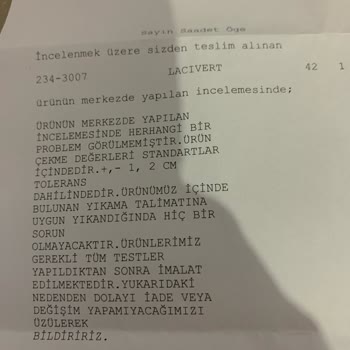 Sayın Saadet Öge
İncelenmek üzere sizden teslim alınan
234-3007 LACIVERT 42 1
ürünün merkezde yapılan incelemesinde;
ÜRÜNÜN MERKEZDE YAPILAN
İNCELEMESİNDE HERHANGİ BİR
PROBLEM GÖRÜLMEMİŞTİR.ÜRÜN
ÇEKME DEĞERLERİ STANDARTLAR
İÇİNDEDİR.+,- 1, 2 CM
TOLERANS
DAHİLİNDEDİR.ÜRÜNÜMÜZ İÇİNDE
BULUNAN YIKAMA TALİMATINA
UYGUN YIKANDIĞINDA HİÇ BİR
SORUN
OLMAYACAKTIR.ÜRÜNLERİMİZ
GEREKLİ TÜM TESTLER
YAPILDIKTAN SONRA İMALAT
EDİLMEKTEDİR.YUKARIDAKİ
NEDENDEN DOLAYI İADE VEYA
DEĞİŞİM YAPAMIYACAĞIMIZI
ÜZÜLEREK
BİLDİRİRİZ.